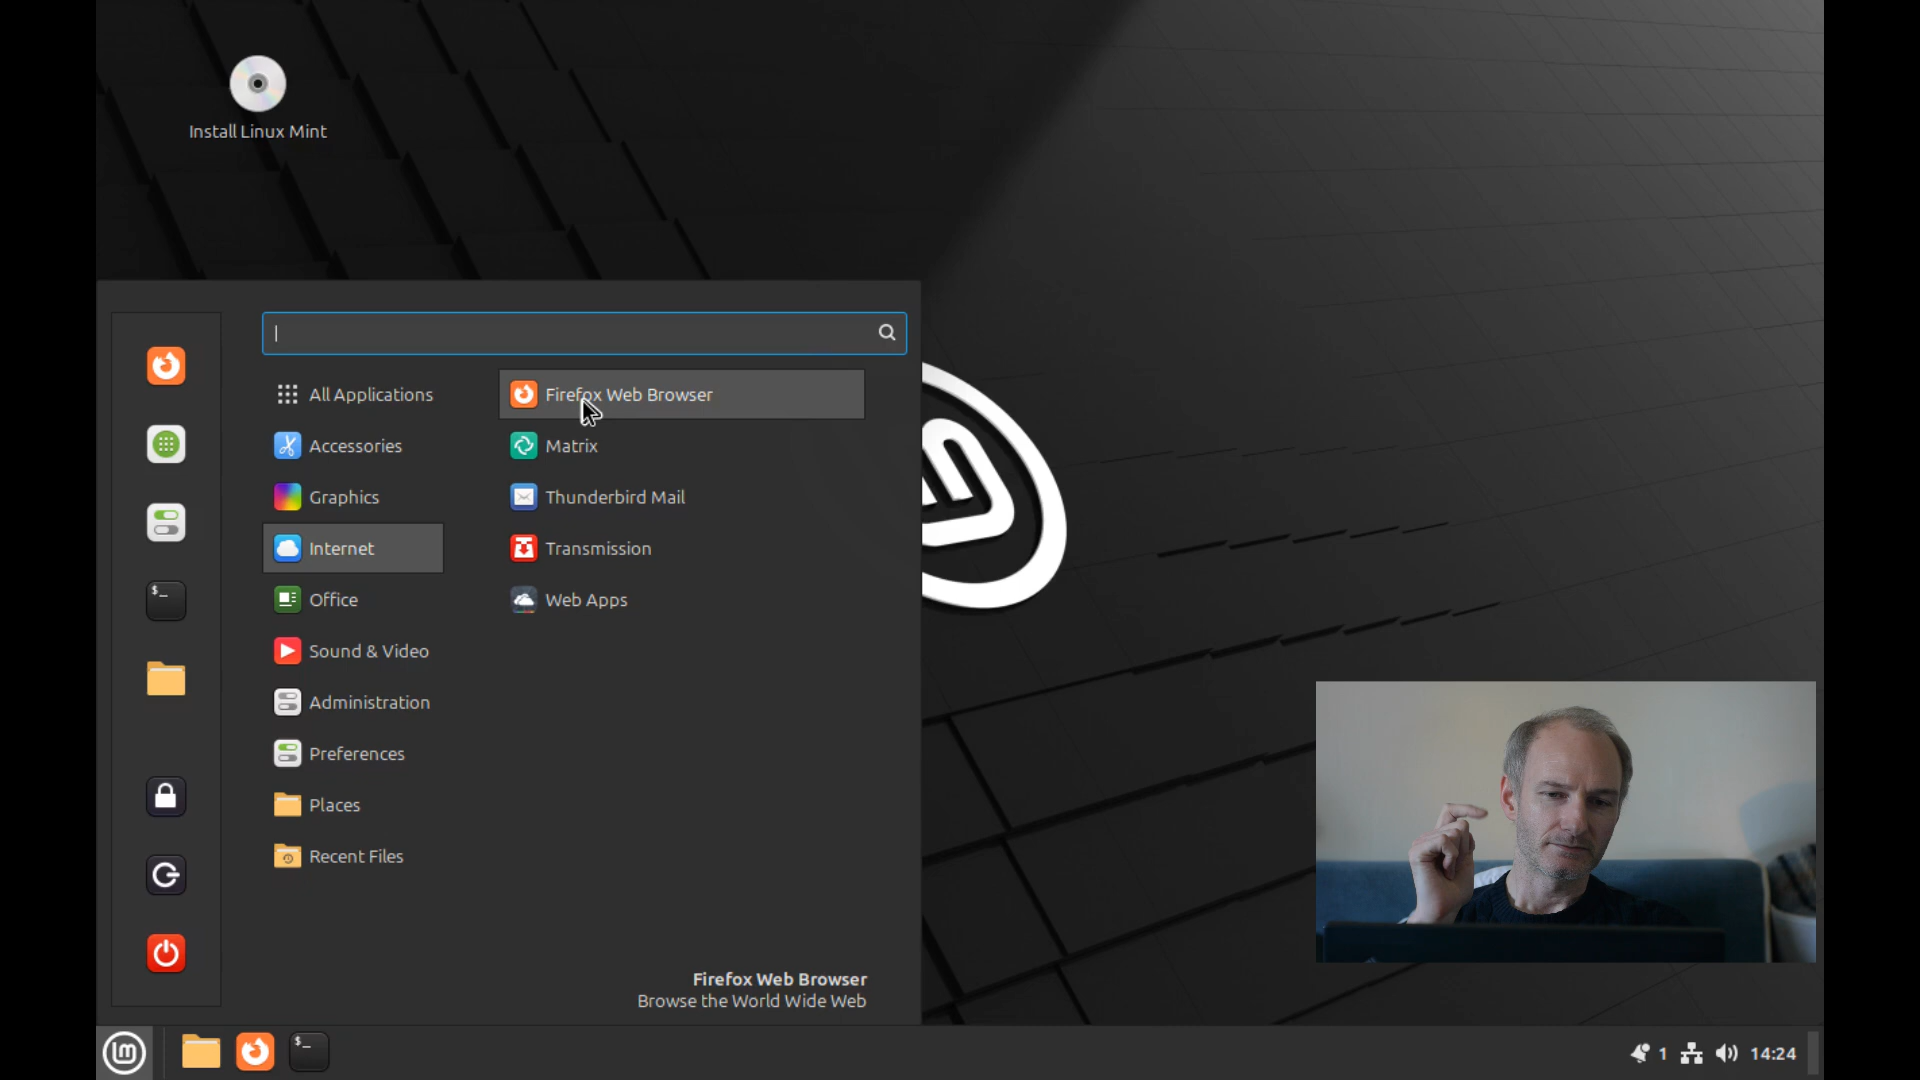 Install Linux Mint
All Applications
Accessories
Graphics
Internet
Office
Sound & Video
Administration
Preferences
Places
Recent Files
Firefox Web Browser
Matrix
Thunderbird Mail
Transmission
Web Apps
Firefox Web Browser
Browse the World Wide Web
$_
$_
1
14:24